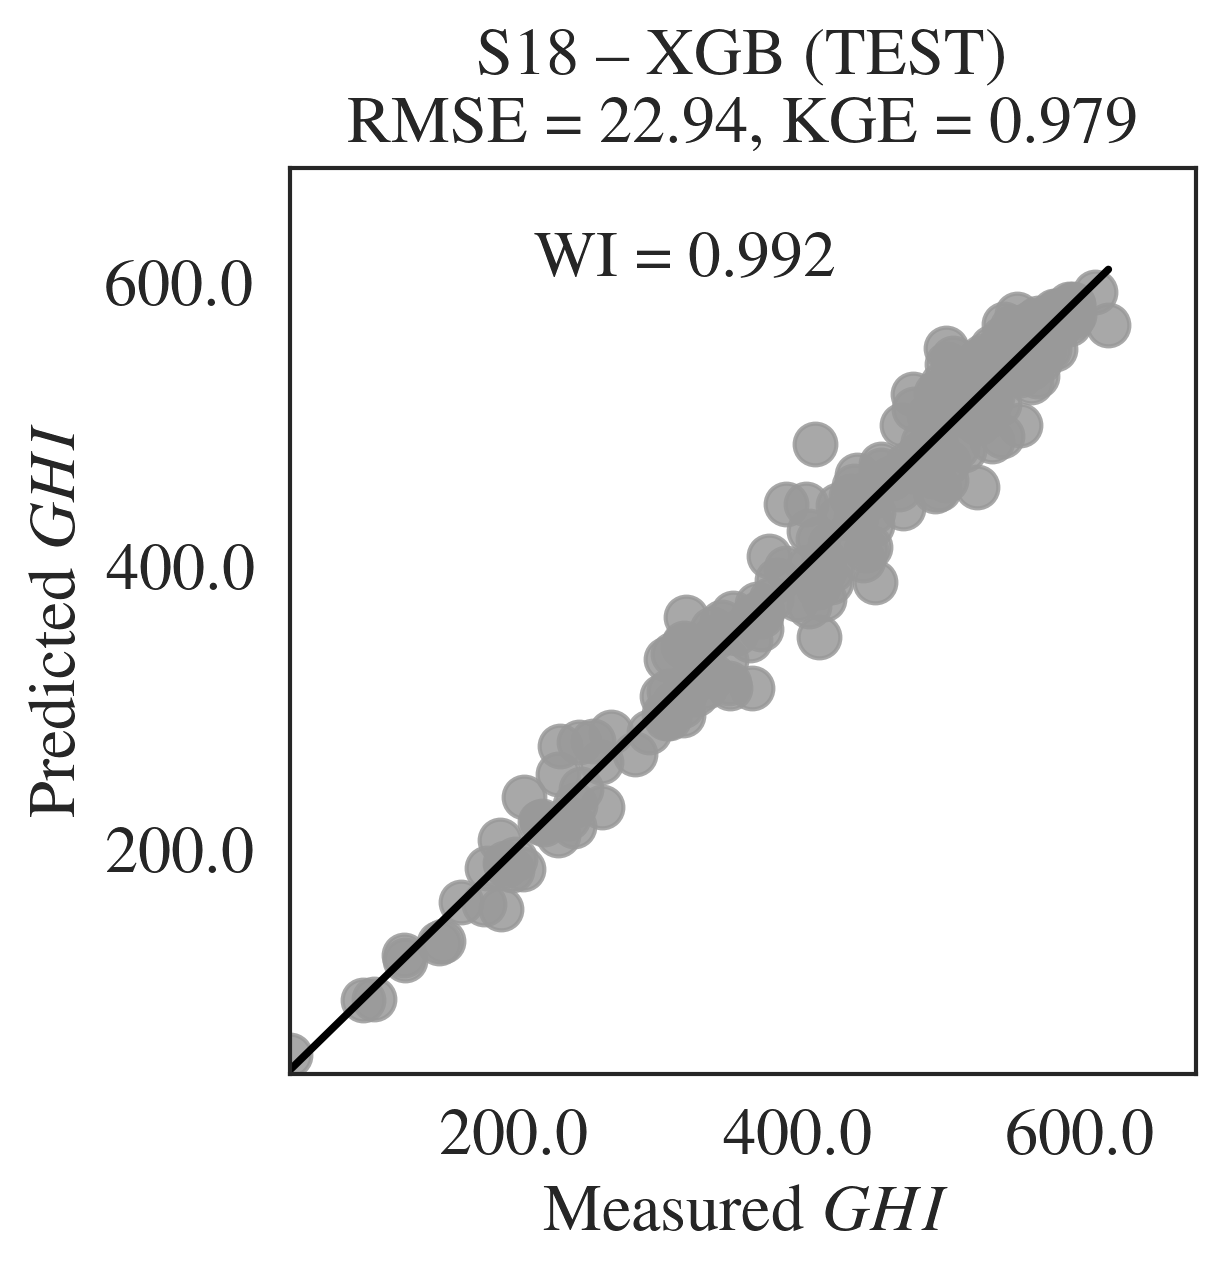 S18 – XGB (TEST)
RMSE = 22.94, KGE = 0.979
WI = 0.992
600.0
400.0
200.0
Predicted GHI
200.0 400.0 600.0
Measured GHI